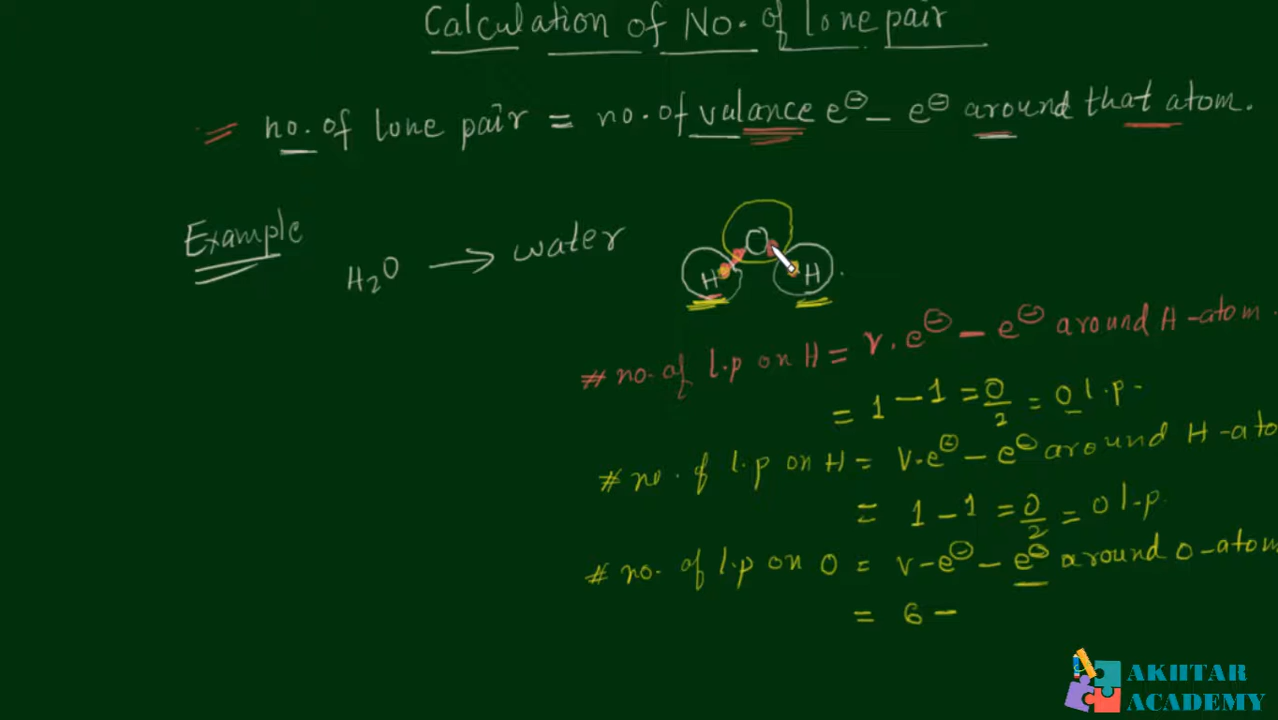 Calculation of No. of lone pair
no. of lone pair = no. of valance e⊖ – e⊖ around that atom.
Example
H₂O → water
O
H H .
# no. of l.p on H = v. e⊖ – e⊖ around H-atom.
= 1 – 1 = 0/2 = 0 l.p.
# no. of l.p on H = v.e⊖ – e⊖ around H-ato
= 1 – 1 = 0/2 = 0 l.p.
# no. of l.p on O = v-e⊖ – e⊖ around O-atom
= 6 –
AKHTAR
ACADEMY